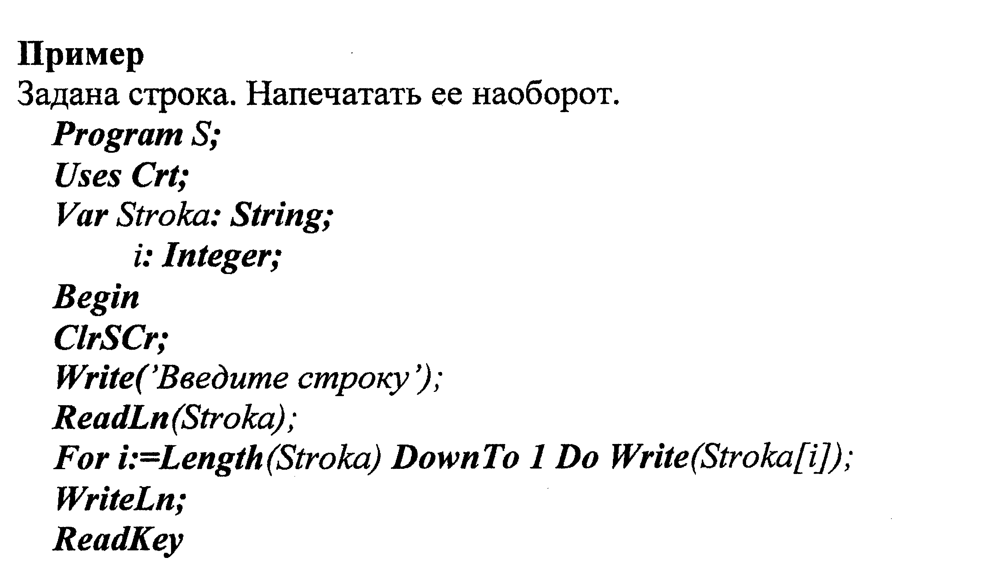 Пример
Задана строка. Напечатать ее наоборот.
Program S;
Uses Crt;
Var Stroka: String;
i: Integer;
Begin
ClrSCr;
Write(’Введите строку’);
ReadLn(Stroka);
For i:=Length(Stroka) DownTo 1 Do Write(Stroka[i]);
WriteLn;
ReadKey